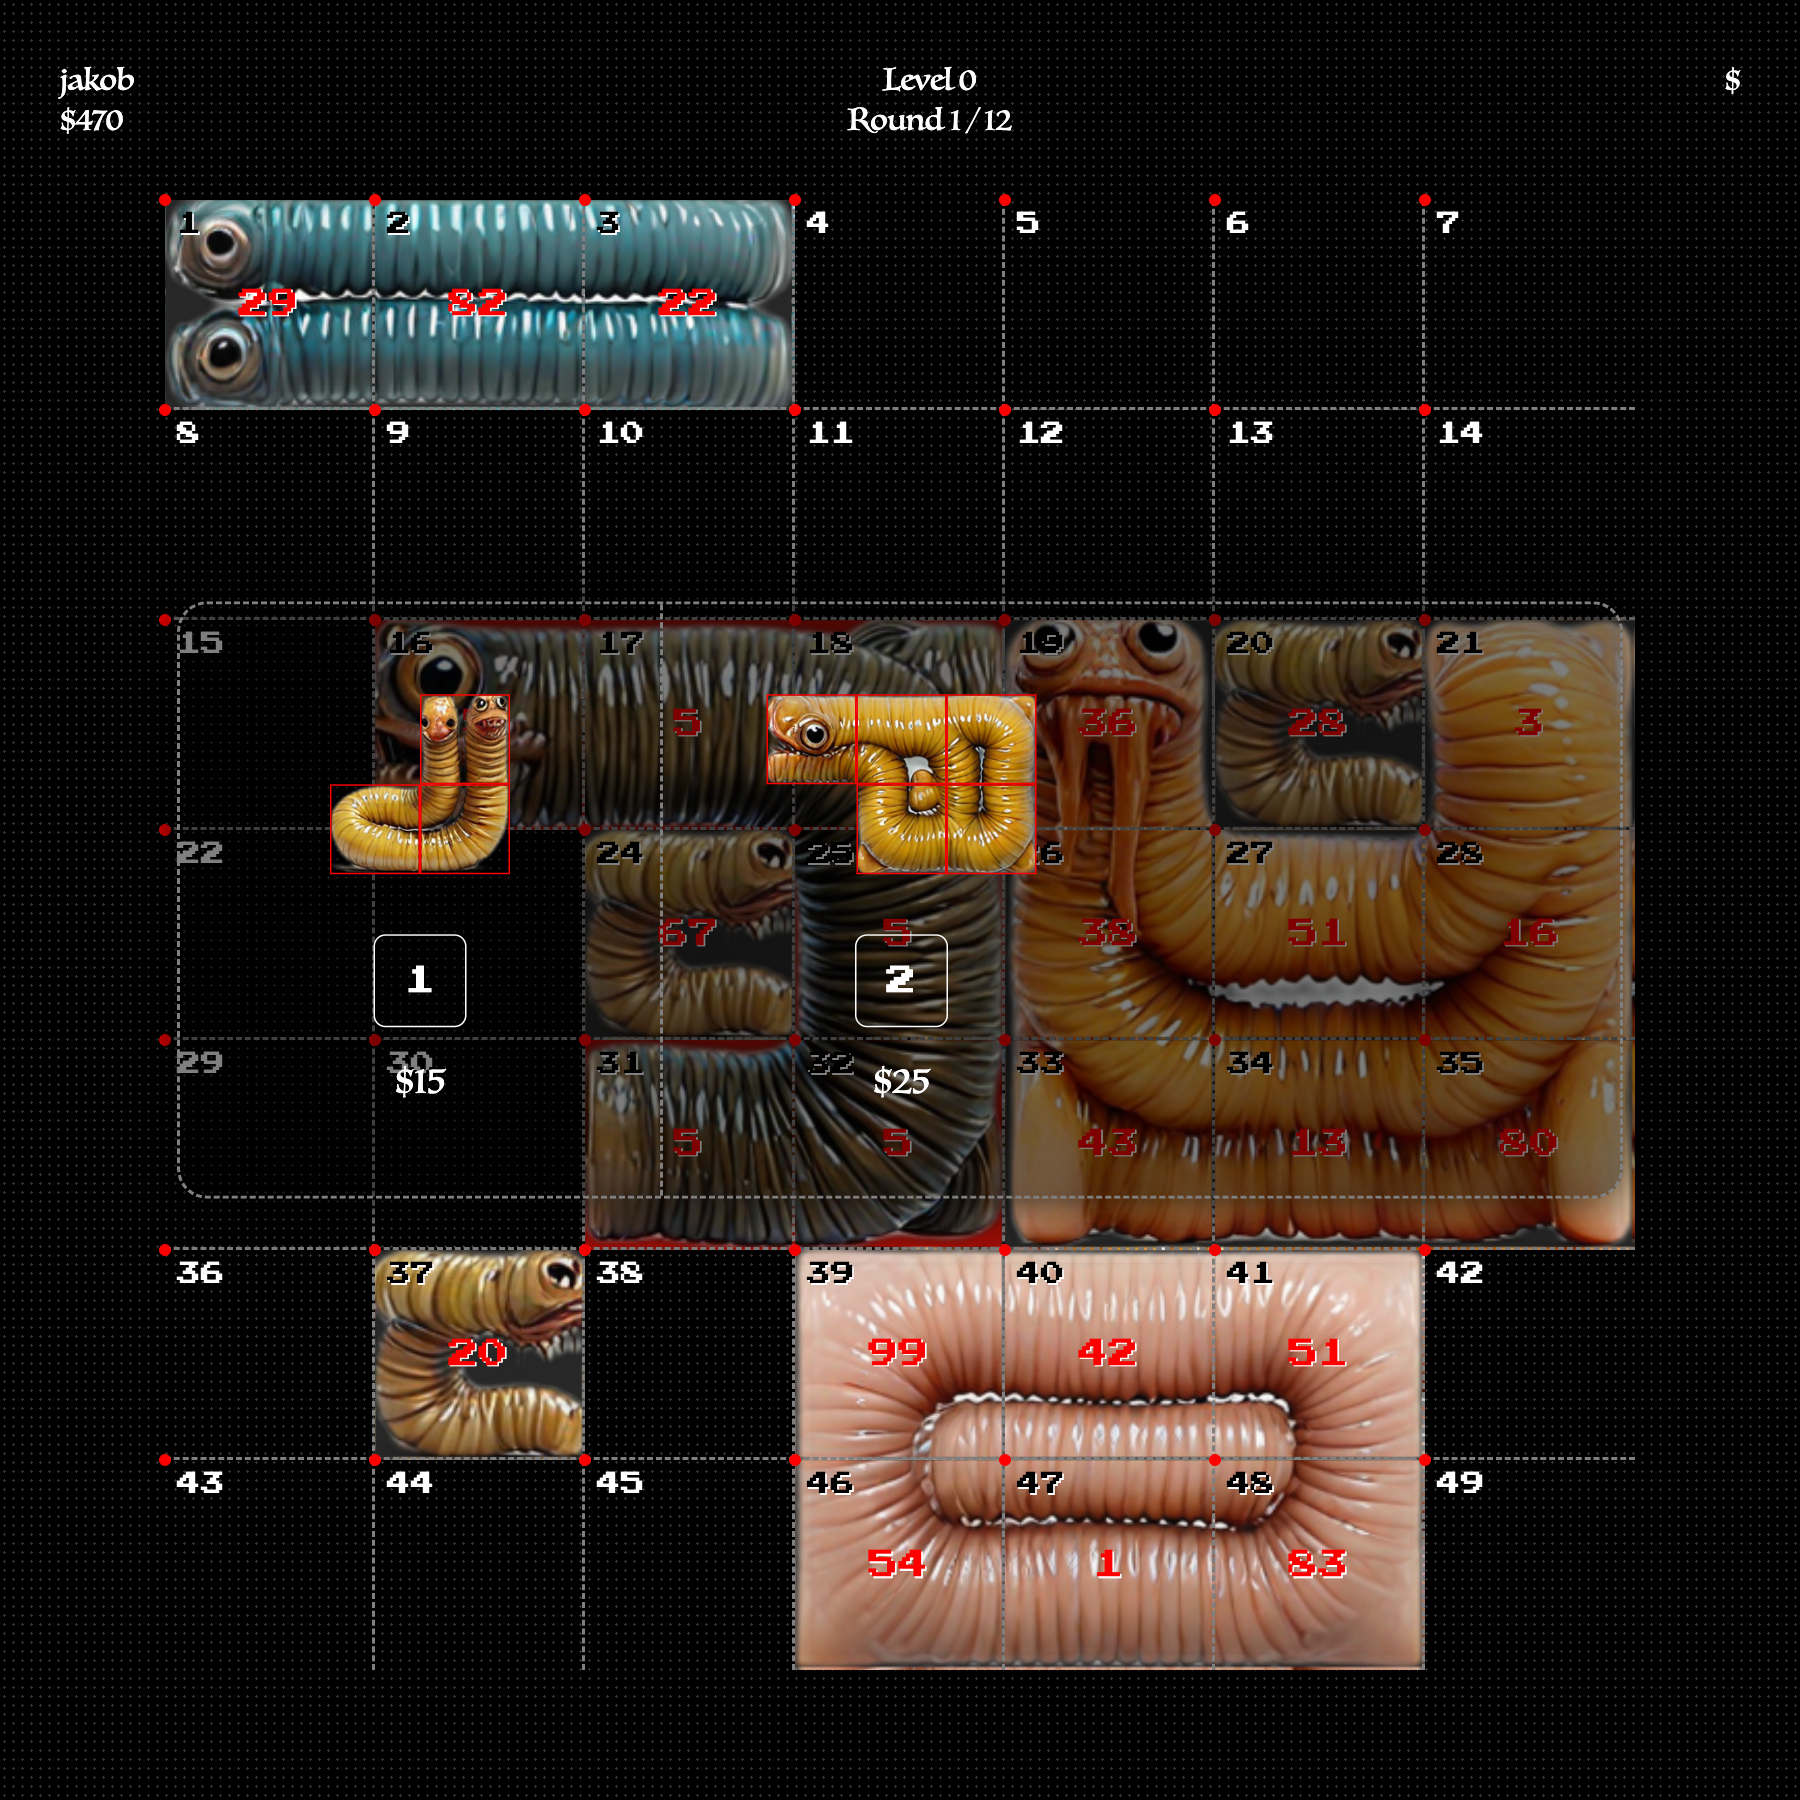 jakob
$470
Level 0
Round 1 / 12
$
1 2 3 4 5 6 7
29 82 22
8 9 10 11 12 13 14
15 16 17 18 19 20 21
5 36 28 3
22 24 25 6 27 28
67 5 38 51 16
1 2
29 30 31 32 33 34 35
$15 $25
5 5 43 13 80
36 37 38 39 40 41 42
20 99 42 51
43 44 45 46 47 48 49
54 1 83